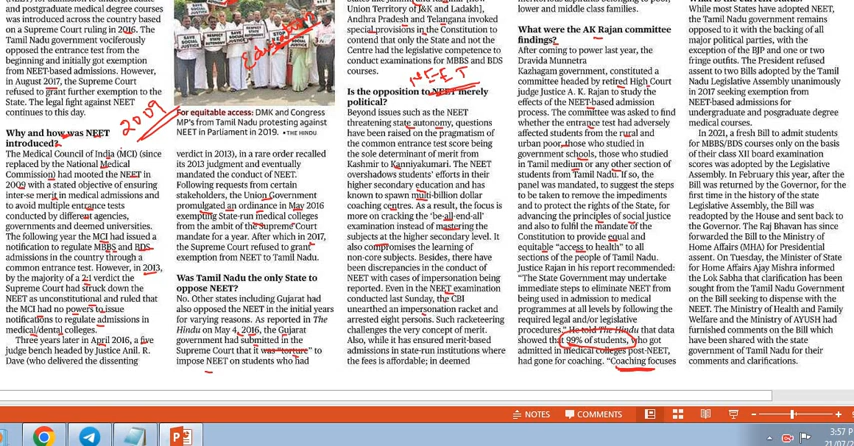 and postgraduate medical degree courses
was introduced across the country based
on a Supreme Court ruling in 2016. The
Tamil Nadu government vociferously
opposed the entrance test from the
beginning and initially got exemption
from NEET-based admissions. However,
in August 2017, the Supreme Court
refused to grant further exemption to the
State. The legal fight against NEET
continues to this day.
Why and how was NEET
introduced?
The Medical Council of India (MCI) (since
replaced by the National Medical
Commission) had mooted the NEET in
2009 with a stated objective of ensuring
inter-se merit in medical admissions and
to avoid multiple entrance tests
conducted by different agencies,
governments and deemed universities.
The following year the MCI had issued a
notification to regulate MBBS and BDS
admissions in the country through a
common entrance test. However, in 2013,
by the majority of a 2:1 verdict the
Supreme Court had struck down the
NEET as unconstitutional and ruled that
the MCI had no powers to issue
notifications to regulate admissions in
medical/dental colleges.
Three years later in April 2016, a five
judge bench headed by Justice Anil. R.
Dave (who delivered the dissenting
2009
Education
For equitable access: DMK and Congress
MP's from Tamil Nadu protesting against
NEET in Parliament in 2019. • THE HINDU
verdict in 2013), in a rare order recalled
its 2013 judgment and eventually
mandated the conduct of NEET.
Following requests from certain
stakeholders, the Union Government
promulgated an ordinance in May 2016
exempting State-run medical colleges
from the ambit of the Supreme Court
mandate for a year. After which in 2017,
the Supreme Court refused to grant
exemption from NEET to Tamil Nadu.
Was Tamil Nadu the only State to
oppose NEET?
No. Other states including Gujarat had
also opposed the NEET in the initial years
for varying reasons. As reported in The
Hindu on May 4, 2016, the Gujarat
government had submitted in the
Supreme Court that it was "torture" to
impose NEET on students who had
Union Territory of J&K and Ladakh],
Andhra Pradesh and Telangana invoked
special provisions in the Constitution to
contend that only the State and not the
Centre had the legislative competence to
conduct examinations for MBBS and BDS
courses.
NEET
Is the opposition to NEET merely
political?
Beyond issues such as the NEET
threatening state autonomy, questions
have been raised on the pragmatism of
the common entrance test score being
the sole determinant of merit from
Kashmir to Kanniyakumari. The NEET
overshadows students' efforts in their
higher secondary education and has
known to spawn multi-billion dollar
coaching centres. As a result, the focus is
more on cracking the 'be-all-end-all'
examination instead of mastering the
subjects at the higher secondary level. It
also compromises the learning of
non-core subjects. Besides, there have
been discrepancies in the conduct of
NEET with cases of impersonation being
reported. Even in the NEET examination
conducted last Sunday, the CBI
unearthed an impersonation racket and
arrested eight persons. Such racketeering
challenges the very concept of merit.
Also, while it has ensured merit-based
admissions in state-run institutions where
the fees is affordable; in deemed
lower and middle class families.
What were the AK Rajan committee
findings?
After coming to power last year, the
Dravida Munnetra
Kazhagam government, constituted a
committee headed by retired High Court
judge Justice A. K. Rajan to study the
effects of the NEET-based admission
process. The committee was asked to find
whether the entrance test had adversely
affected students from the rural and
urban poor, those who studied in
government schools, those who studied
in Tamil medium or any other section of
students from Tamil Nadu. If so, the
panel was mandated, to suggest the steps
to be taken to remove the impediments
and to protect the rights of the State, for
advancing the principles of social justice
and also to fulfil the mandate of the
Constitution to provide equal and
equitable "access to health" to all
sections of the people of Tamil Nadu.
Justice Rajan in his report recommended:
"The State Government may undertake
immediate steps to eliminate NEET from
being used in admission to medical
programmes at all levels by following the
required legal and/or legislative
procedures." He told The Hindu that data
showed that 99% of students, who got
admitted in medical colleges post-NEET,
had gone for coaching. "Coaching focuses
While most States have adopted NEET,
the Tamil Nadu government remains
opposed to it with the backing of all
major political parties, with the
exception of the BJP and one or two
fringe outfits. The President refused
assent to two Bills adopted by the Tamil
Nadu Legislative Assembly unanimously
in 2017 seeking exemption from
NEET-based admissions for
undergraduate and postgraduate
medical courses.
In 2021, a fresh Bill to admit students
for MBBS/BDS courses only on the basis
of their class XII board examination
scores was adopted by the Legislative
Assembly. In February this year, after the
Bill was returned by the Governor, for the
first time in the history of the state
Legislative Assembly, the Bill was
readopted by the House and sent back to
the Governor. The Raj Bhavan has since
forwarded the Bill to the Ministry of
Home Affairs (MHA) for Presidential
assent. On Tuesday, the Minister of State
for Home Affairs Ajay Mishra informed
the Lok Sabha that clarification has been
sought from the Tamil Nadu Government
on the Bill seeking to dispense with the
NEET. The Ministry of Health and Family
Welfare and the Ministry of AYUSH had
furnished comments on the Bill which
have been shared with the state
government of Tamil Nadu for their
comments and clarifications.
NOTES COMMENTS
3:57 P